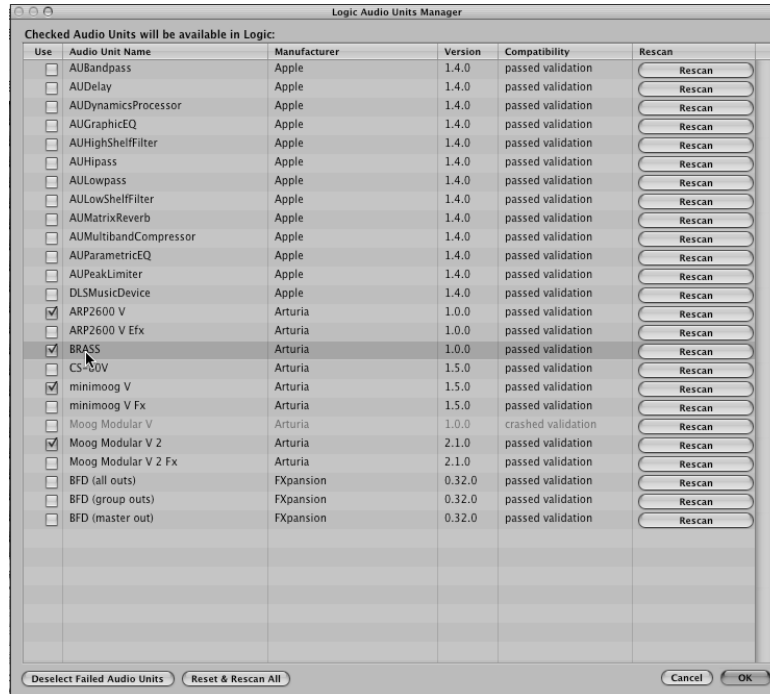 Logic Audio Units Manager
Checked Audio Units will be available in Logic:
Use Audio Unit Name Manufacturer Version Compatibility Rescan
AUBandpass Apple 1.4.0 passed validation Rescan
AUDelay Apple 1.4.0 passed validation Rescan
AUDynamicsProcessor Apple 1.4.0 passed validation Rescan
AUGraphicEQ Apple 1.4.0 passed validation Rescan
AUHighShelfFilter Apple 1.4.0 passed validation Rescan
AUHipass Apple 1.4.0 passed validation Rescan
AULowpass Apple 1.4.0 passed validation Rescan
AULowShelfFilter Apple 1.4.0 passed validation Rescan
AUMatrixReverb Apple 1.4.0 passed validation Rescan
AUMultibandCompressor Apple 1.4.0 passed validation Rescan
AUParametricEQ Apple 1.4.0 passed validation Rescan
AUPeakLimiter Apple 1.4.0 passed validation Rescan
DLSMusicDevice Apple 1.4.0 passed validation Rescan
ARP2600 V Arturia 1.0.0 passed validation Rescan
ARP2600 V Efx Arturia 1.0.0 passed validation Rescan
BRASS Arturia 1.0.0 passed validation Rescan
CS-80V Arturia 1.5.0 passed validation Rescan
minimoog V Arturia 1.5.0 passed validation Rescan
minimoog V Fx Arturia 1.5.0 passed validation Rescan
Moog Modular V Arturia 1.0.0 crashed validation Rescan
Moog Modular V 2 Arturia 2.1.0 passed validation Rescan
Moog Modular V 2 Fx Arturia 2.1.0 passed validation Rescan
BFD (all outs) FXpansion 0.32.0 passed validation Rescan
BFD (group outs) FXpansion 0.32.0 passed validation Rescan
BFD (master out) FXpansion 0.32.0 passed validation Rescan
Deselect Failed Audio Units Reset & Rescan All Cancel OK